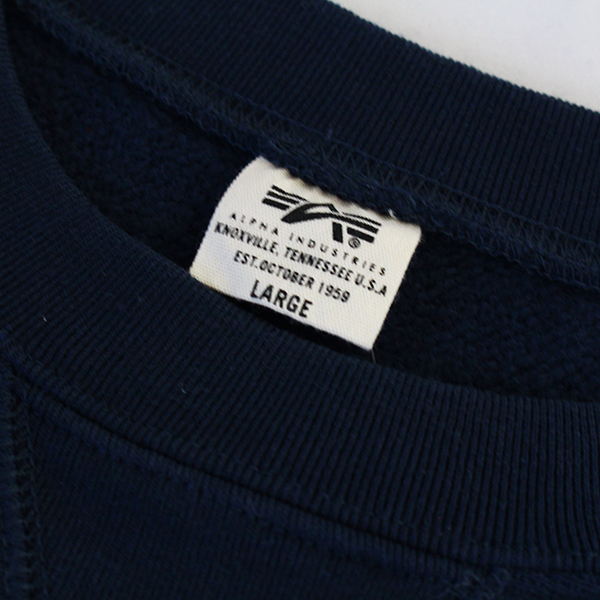 ALPHA INDUSTRIES ®
KNOXVILLE, TENNESSEE U.S.A
EST.OCTOBER 1959
LARGE